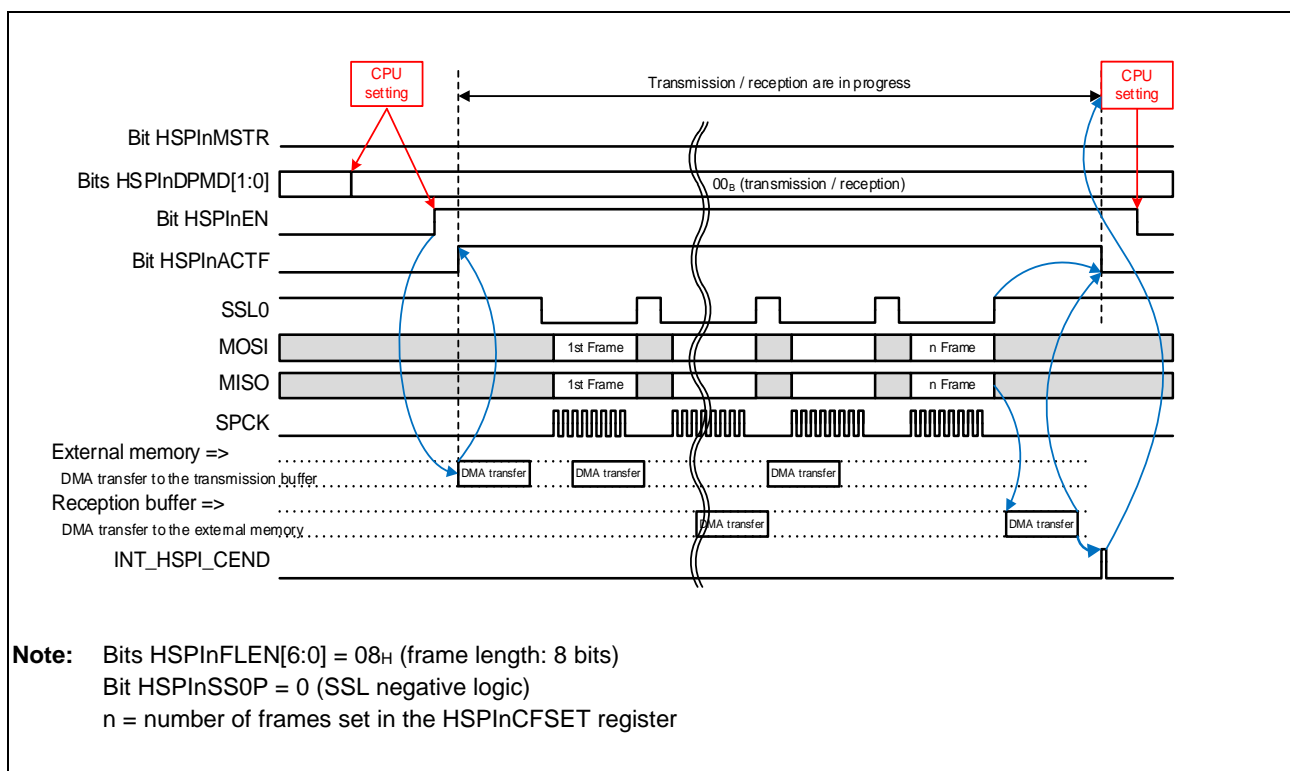 CPU
setting
Transmission / reception are in progress
CPU
setting
Bit HSPInMSTR
Bits HSPInDPMD[1:0]
00B (transmission / reception)
Bit HSPInEN
Bit HSPInACTF
SSL0
MOSI
1st Frame
n Frame
MISO
1st Frame
n Frame
SPCK
External memory =>
DMA transfer to the transmission buffer
DMA transfer
DMA transfer
DMA transfer
Reception buffer =>
DMA transfer to the external memory
DMA transfer
DMA transfer
INT_HSPI_CEND
Note: Bits HSPInFLEN[6:0] = 08H (frame length: 8 bits)
Bit HSPInSS0P = 0 (SSL negative logic)
n = number of frames set in the HSPInCFSET register